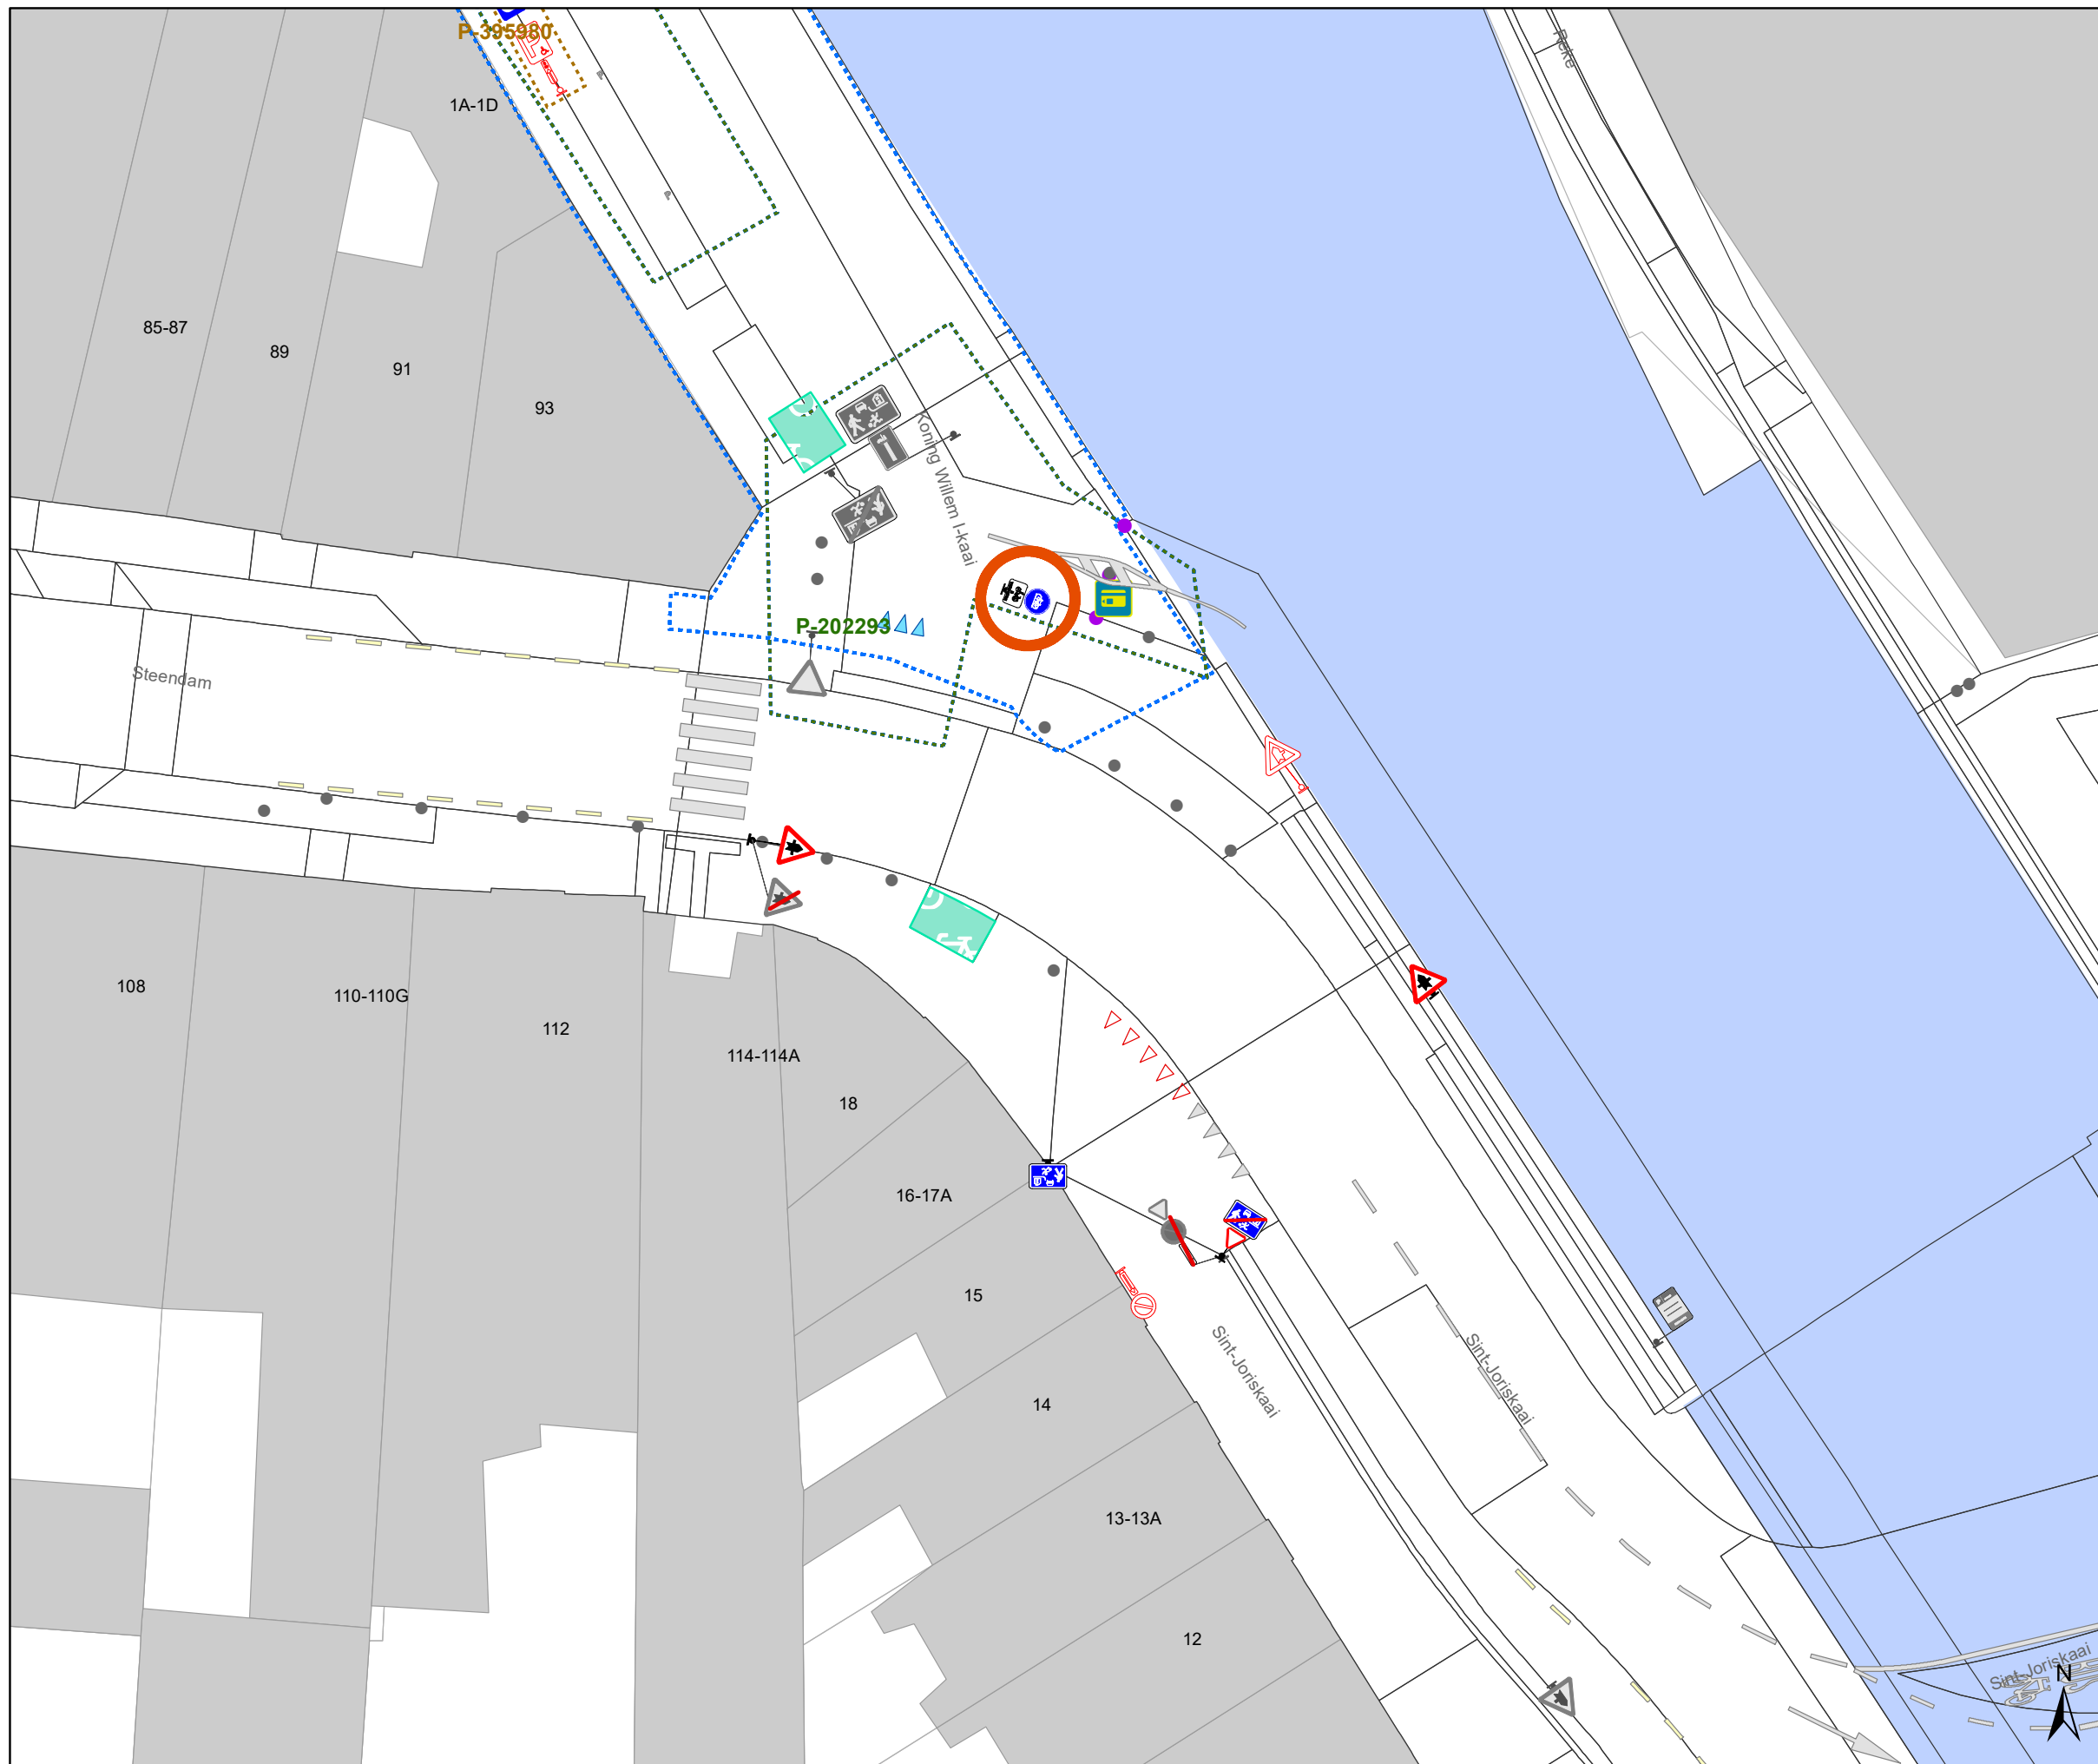 P-395980
Reke
1A-1D
85-87
89
91
93
Koning Willem I-kaai
P-202293
Steendam
108
110-110G
112
114-114A
18
16-17A
15
14
13-13A
12
Sint-Joriskaai
Sint-Joriskaai
Sint-Joriskaai
N